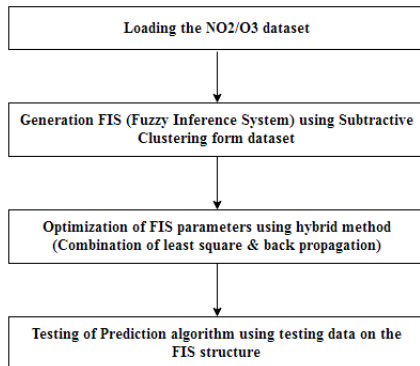 Loading the NO2/O3 dataset
Generation FIS (Fuzzy Inference System) using Subtractive
Clustering form dataset
Optimization of FIS parameters using hybrid method
(Combination of least square & back propagation)
Testing of Prediction algorithm using testing data on the
FIS structure